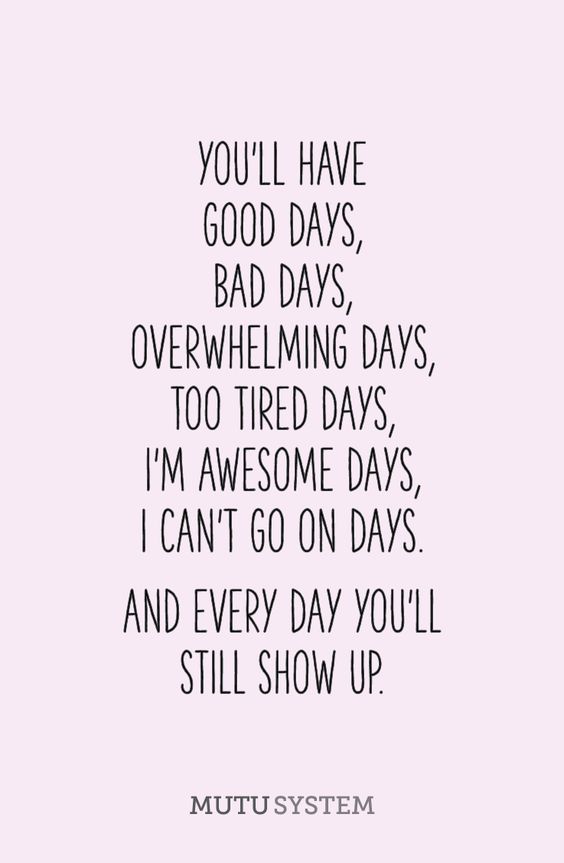 YOU'LL HAVE
GOOD DAYS,
BAD DAYS,
OVERWHELMING DAYS,
TOO TIRED DAYS,
I'M AWESOME DAYS,
I CAN'T GO ON DAYS.
AND EVERY DAY YOU'LL
STILL SHOW UP.
MUTU SYSTEM